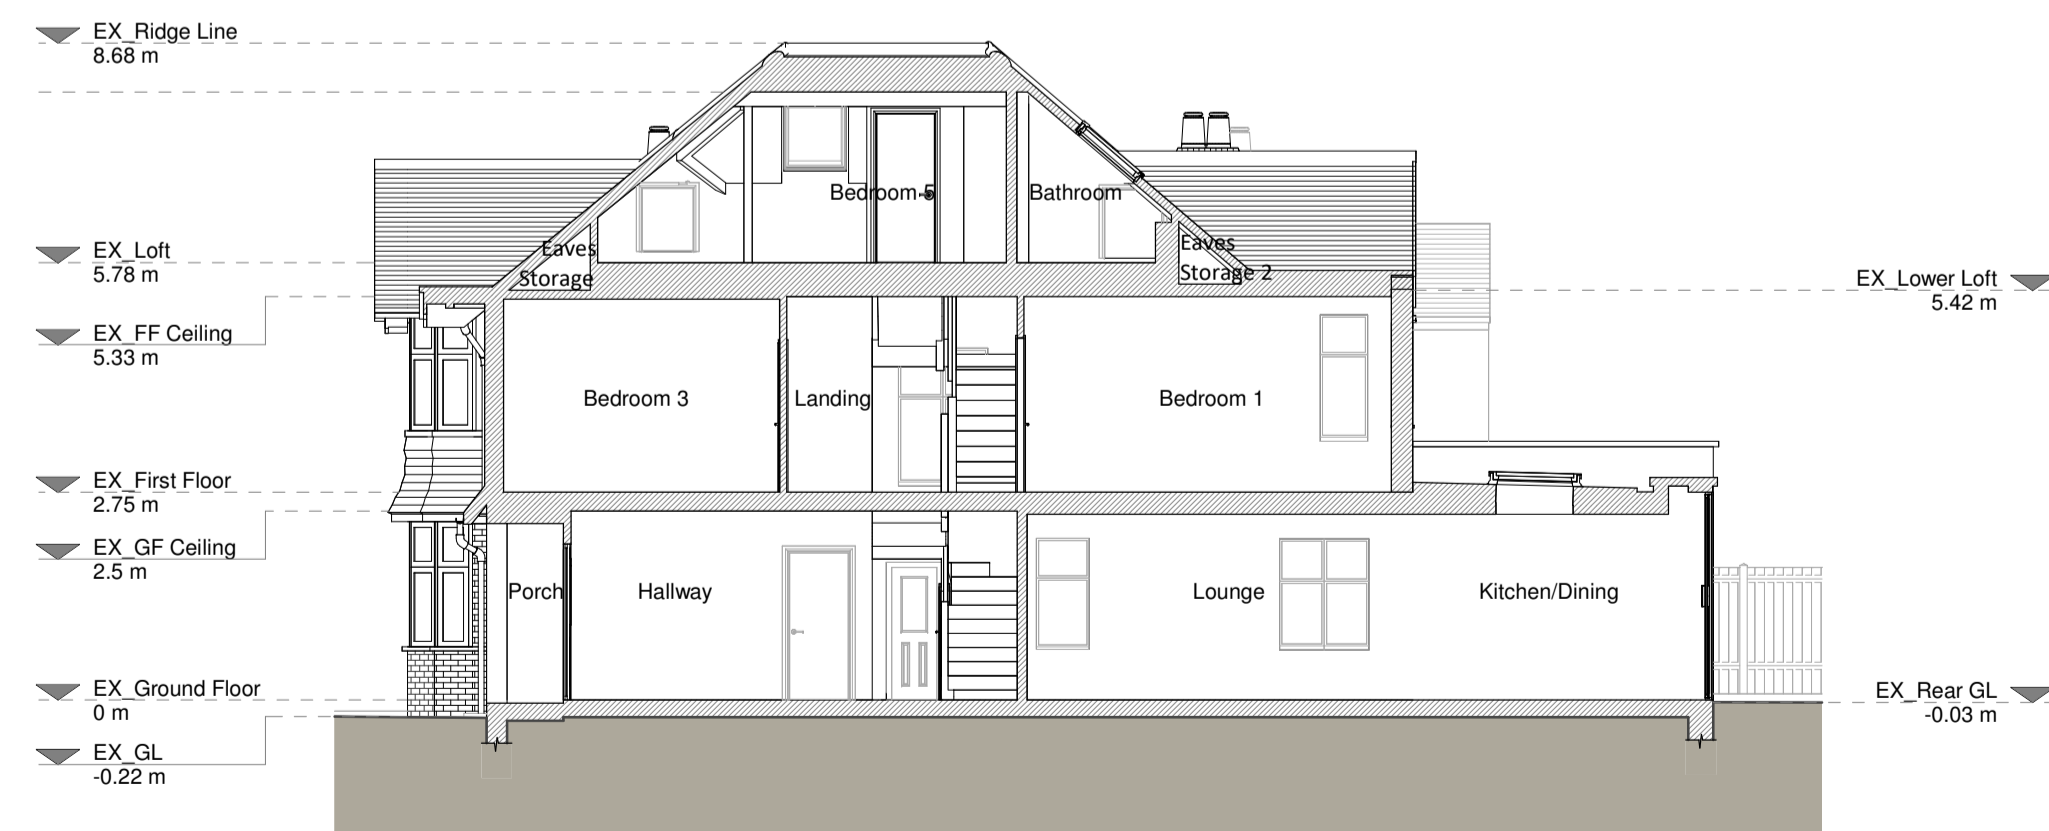 EX_Ridge Line
8.68 m
Bedroom 5
Bathroom
EX_Loft
5.78 m
Eaves
Storage
Eaves
Storage 2
EX_Lower Loft
5.42 m
EX_FF Ceiling
5.33 m
Bedroom 3
Landing
Bedroom 1
EX_First Floor
2.75 m
EX_GF Ceiling
2.5 m
Porch
Hallway
Lounge
Kitchen/Dining
EX_Ground Floor
0 m
EX_Rear GL
-0.03 m
EX_GL
-0.22 m